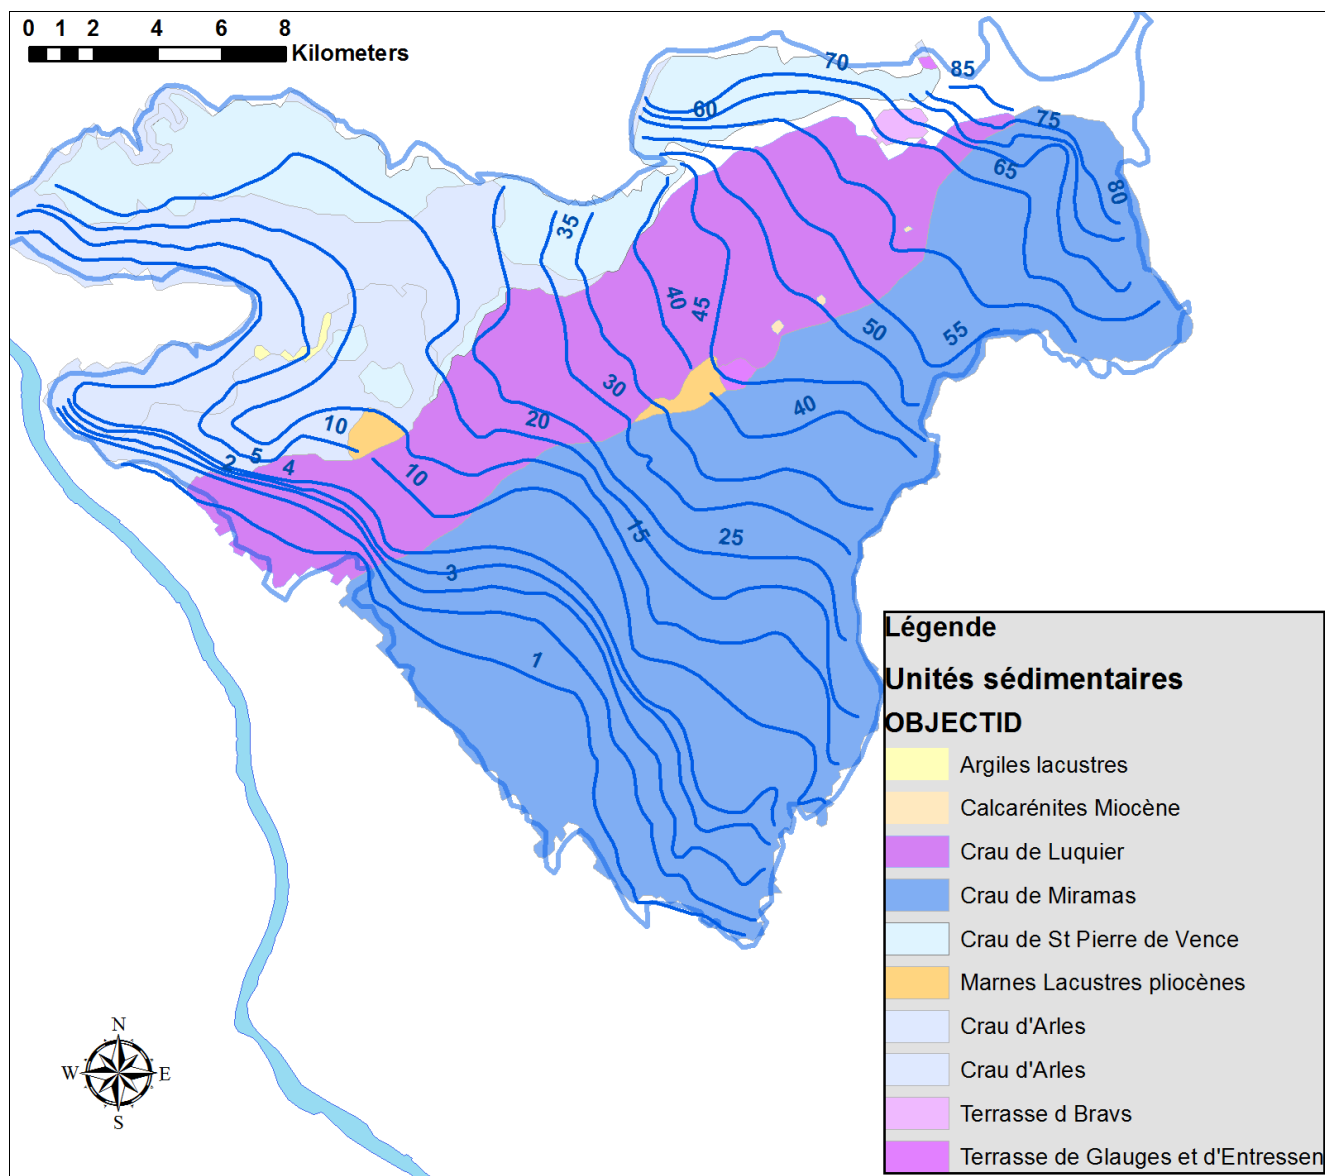 0 1 2 4 6 8
Kilometers
70
85
60
75
65
80
35
40
45
50
55
30
40
20
10
10
5
4
2
15
25
3
1
Légende
Unités sédimentaires
OBJECTID
Argiles lacustres
Calcarénites Miocène
Crau de Luquier
Crau de Miramas
Crau de St Pierre de Vence
Marnes Lacustres pliocènes
Crau d'Arles
Crau d'Arles
Terrasse d Bravs
Terrasse de Glauges et d'Entressen
N
W E
S